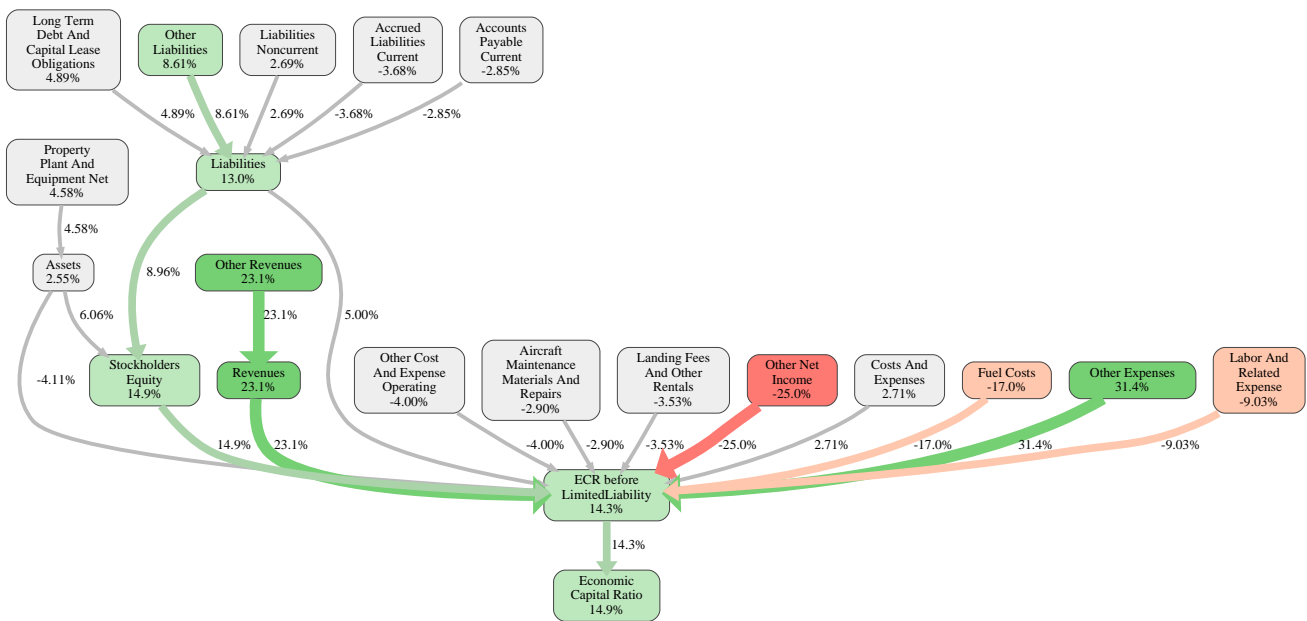 Long Term
Debt And
Capital Lease
Obligations
4.89%
Other
Liabilities
8.61%
Liabilities
Noncurrent
2.69%
Accrued
Liabilities
Current
-3.68%
Accounts
Payable
Current
-2.85%
4.89%
8.61%
2.69%
-3.68%
-2.85%
Property
Plant And
Equipment Net
4.58%
Liabilities
13.0%
4.58%
Assets
2.55%
8.96%
Other Revenues
23.1%
6.06%
23.1%
5.00%
-4.11%
Stockholders
Equity
14.9%
Revenues
23.1%
Other Cost
And Expense
Operating
-4.00%
Aircraft
Maintenance
Materials And
Repairs
-2.90%
Landing Fees
And Other
Rentals
-3.53%
Other Net
Income
-25.0%
Costs And
Expenses
2.71%
Fuel Costs
-17.0%
Other Expenses
31.4%
Labor And
Related
Expense
-9.03%
14.9%
23.1%
-4.00%
-2.90%
-3.53%
-25.0%
2.71%
-17.0%
31.4%
-9.03%
ECR before
LimitedLiability
14.3%
14.3%
Economic
Capital Ratio
14.9%